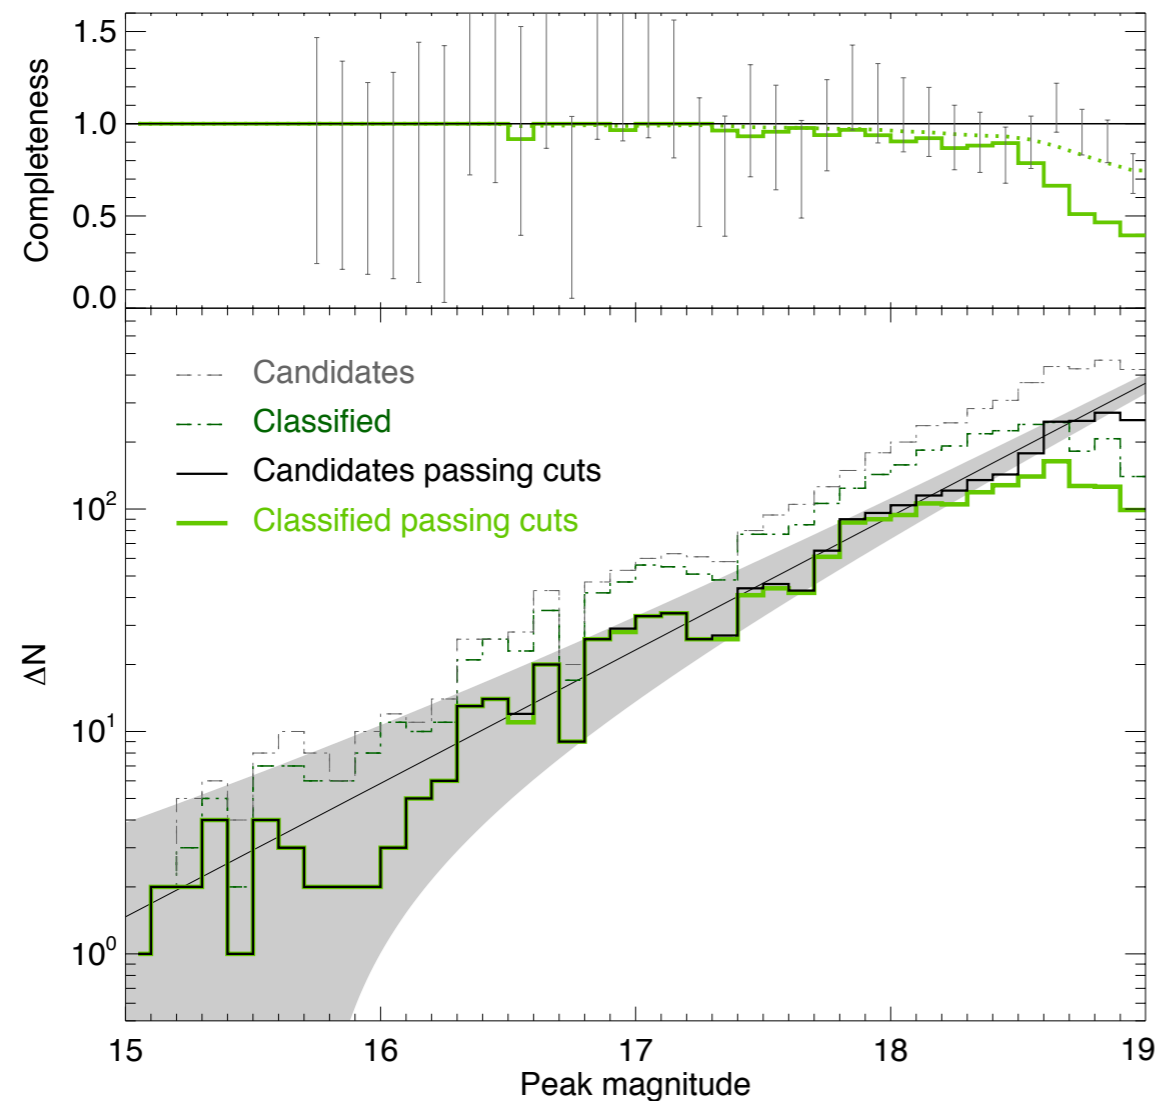 1.5
1.0
0.5
0.0
Completeness
Candidates
Classified
Candidates passing cuts
Classified passing cuts
10²
10¹
10⁰
ΔN
15 16 17 18 19
Peak magnitude